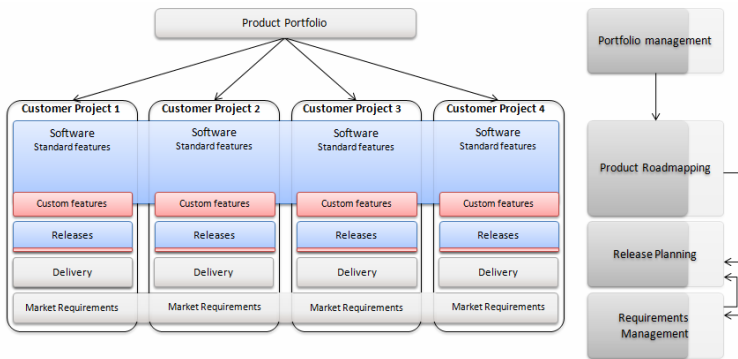 Product Portfolio
Portfolio management
Customer Project 1
Customer Project 2
Customer Project 3
Customer Project 4
Software
Standard features
Software
Standard features
Software
Standard features
Software
Standard features
Product Roadmapping
Custom features
Custom features
Custom features
Custom features
Releases
Releases
Releases
Releases
Release Planning
Delivery
Delivery
Delivery
Delivery
Market Requirements
Market Requirements
Market Requirements
Market Requirements
Requirements
Management